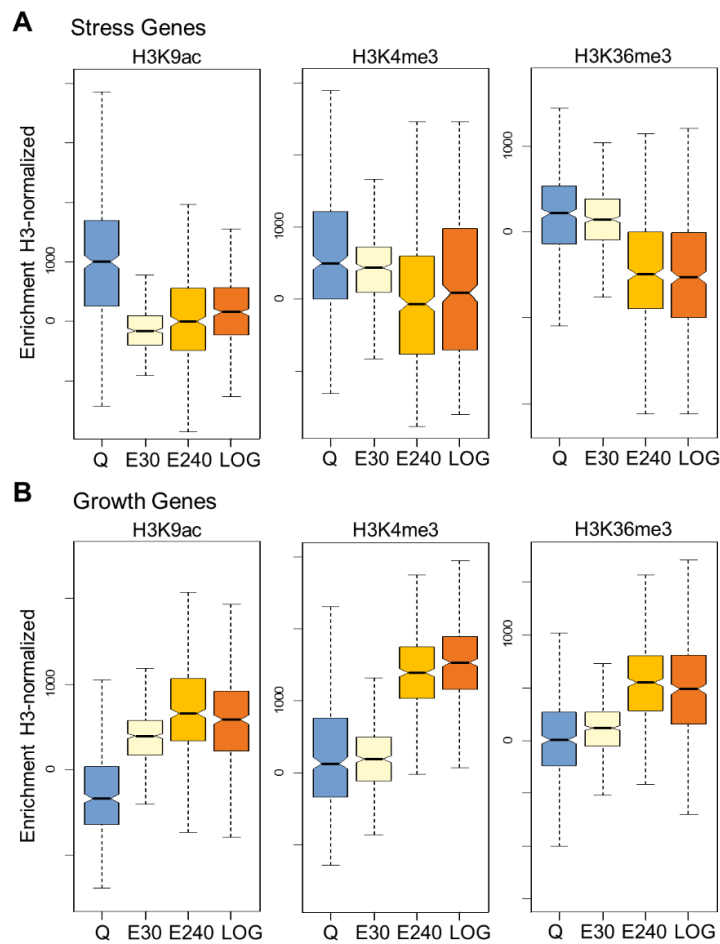 A Stress Genes
H3K9ac H3K4me3 H3K36me3
Enrichment H3-normalized
1000
0
1000
0
1000
0
Q E30 E240 LOG Q E30 E240 LOG Q E30 E240 LOG
B Growth Genes
H3K9ac H3K4me3 H3K36me3
Enrichment H3-normalized
1000
0
1000
0
1000
0
Q E30 E240 LOG Q E30 E240 LOG Q E30 E240 LOG